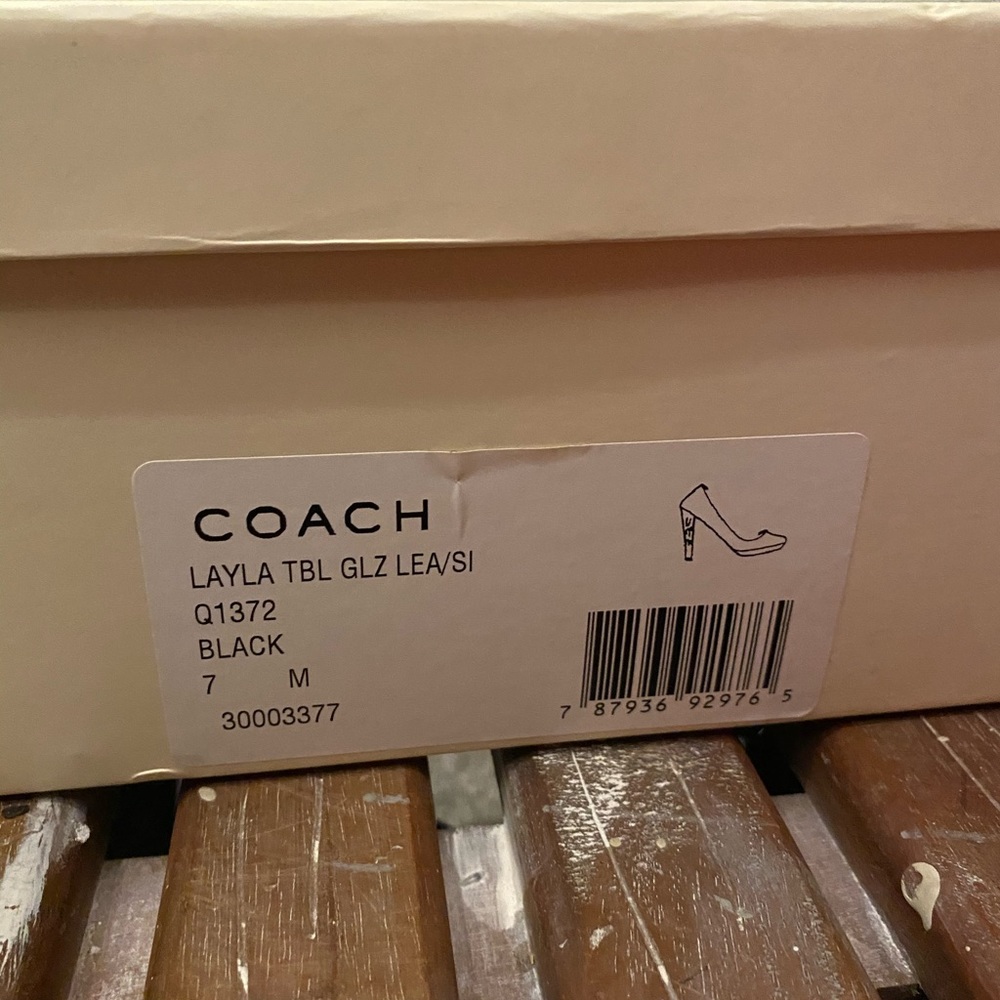 COACH
LAYLA TBL GLZ LEA/SI
Q1372
BLACK
7 M
30003377
7 87936 92976 5